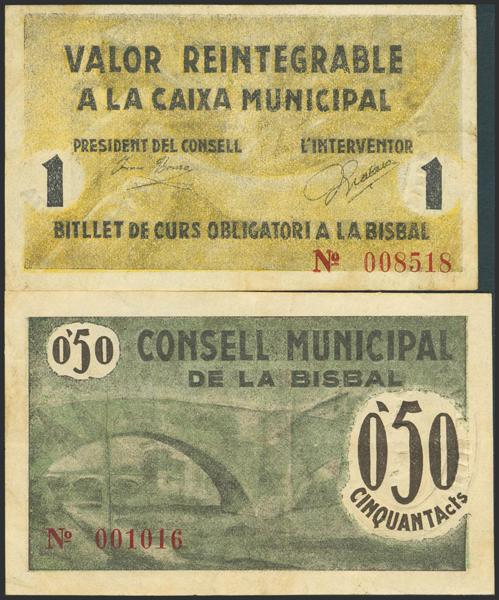 VALOR REINTEGRABLE
A LA CAIXA MUNICIPAL
PRESIDENT DEL CONSELL L'INTERVENTOR
1 1
BITLLET DE CURS OBLIGATORI A LA BISBAL
Nº 008518
0'50 CONSELL MUNICIPAL
DE LA BISBAL
0'50
CINQUANTActs
Nº 001016